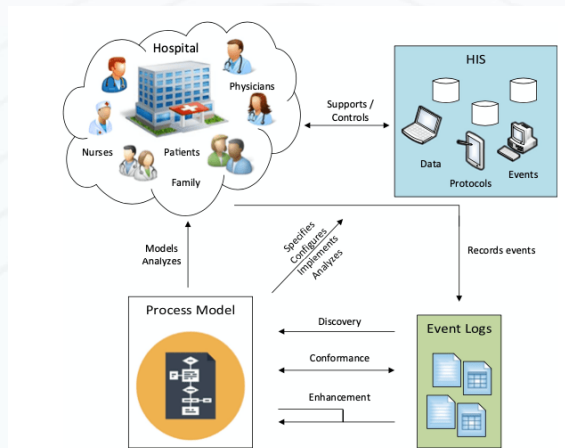 Hospital
Physicians
Nurses
Patients
Family
HIS
Data
Protocols
Events
Supports /
Controls
Models
Analyzes
Specifies
Configures
Implements
Analyzes
Records events
Process Model
Discovery
Conformance
Enhancement
Event Logs